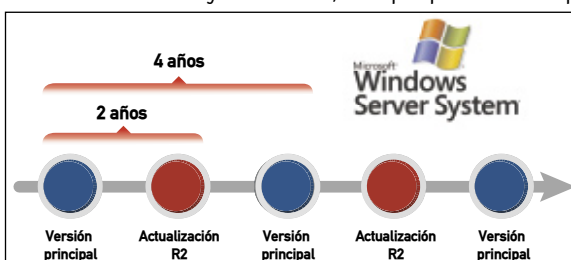 4 años
Microsoft
Windows
Server System
2 años
Versión principal
Actualización R2
Versión principal
Actualización R2
Versión principal